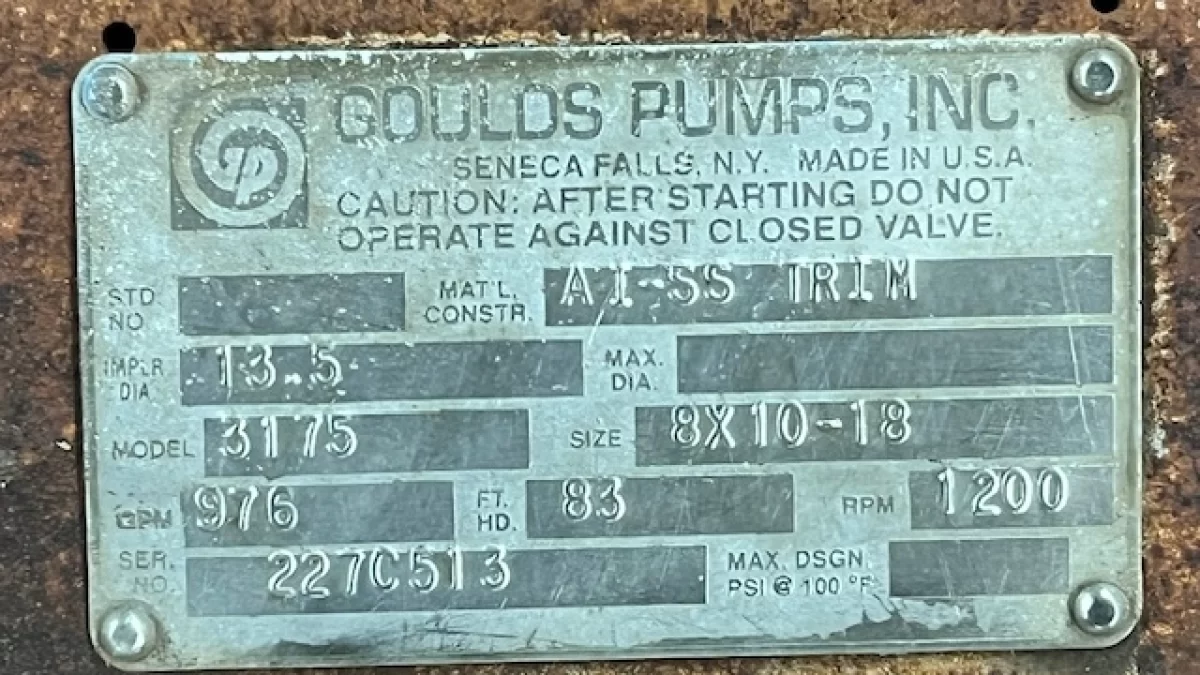 GOULDS PUMPS, INC.
SENECA FALLS, N.Y. MADE IN U.S.A.
CAUTION: AFTER STARTING DO NOT
OPERATE AGAINST CLOSED VALVE.
STD. NO. MAT'L. CONSTR. AI-SS TRIM
IMPLR. DIA. 13.5 MAX. DIA.
MODEL 3175 SIZE 8X10-18
GPM 976 FT. HD. 83 RPM 1200
SER. NO. 227C513 MAX. DSGN. PSI @ 100 °F